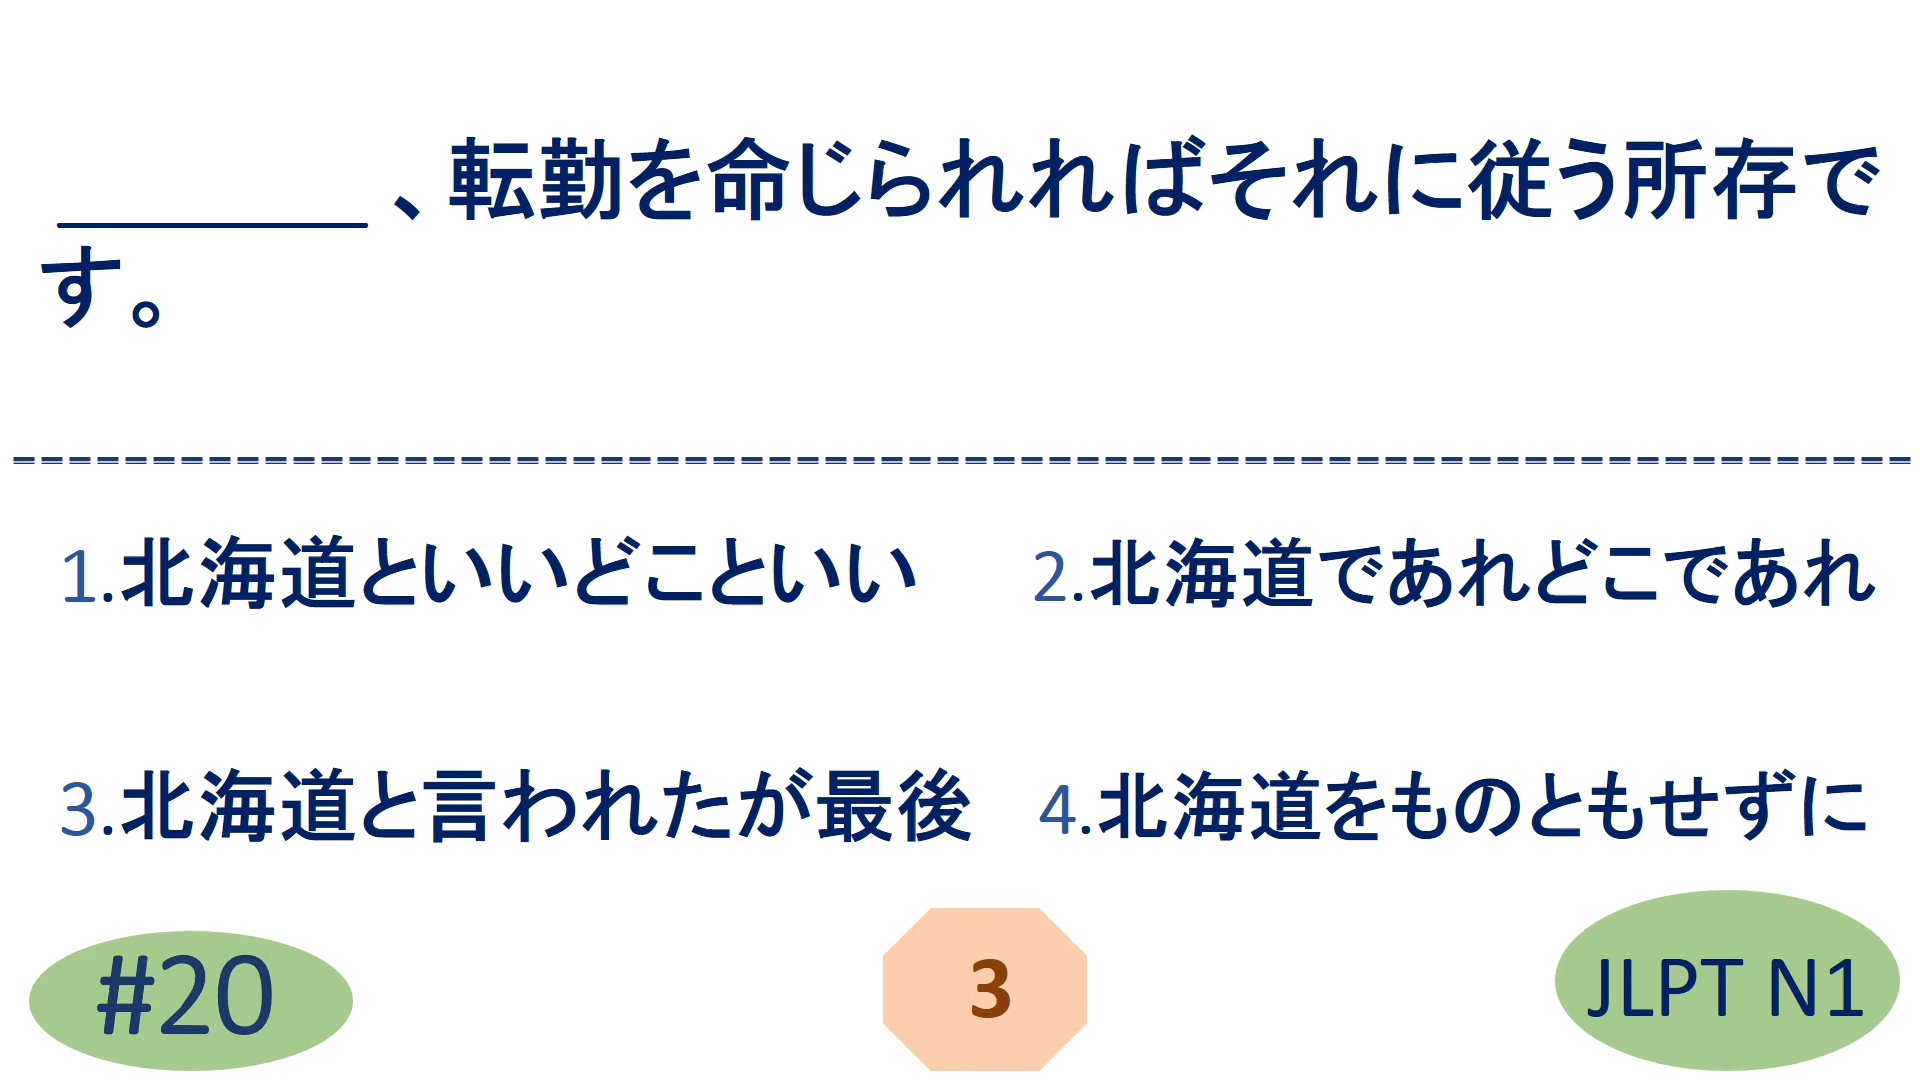 ______、転勤を命じられればそれに従う所存で
す。
1.北海道といいどこといい
2.北海道であれどこであれ
3.北海道と言われたが最後
4.北海道をものともせずに
#20
3
JLPT N1